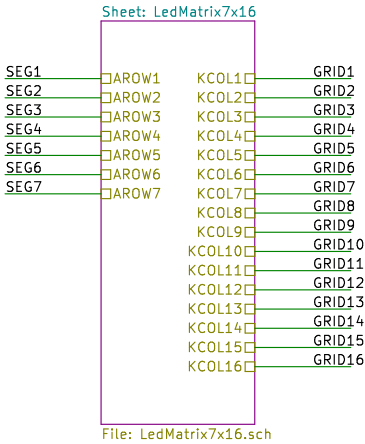 Sheet: LedMatrix7x16
SEG1 AROW1 KCOL1 GRID1
SEG2 AROW2 KCOL2 GRID2
SEG3 AROW3 KCOL3 GRID3
SEG4 AROW4 KCOL4 GRID4
SEG5 AROW5 KCOL5 GRID5
SEG6 AROW6 KCOL6 GRID6
SEG7 AROW7 KCOL7 GRID7
KCOL8 GRID8
KCOL9 GRID9
KCOL10 GRID10
KCOL11 GRID11
KCOL12 GRID12
KCOL13 GRID13
KCOL14 GRID14
KCOL15 GRID15
KCOL16 GRID16
File: LedMatrix7x16.sch